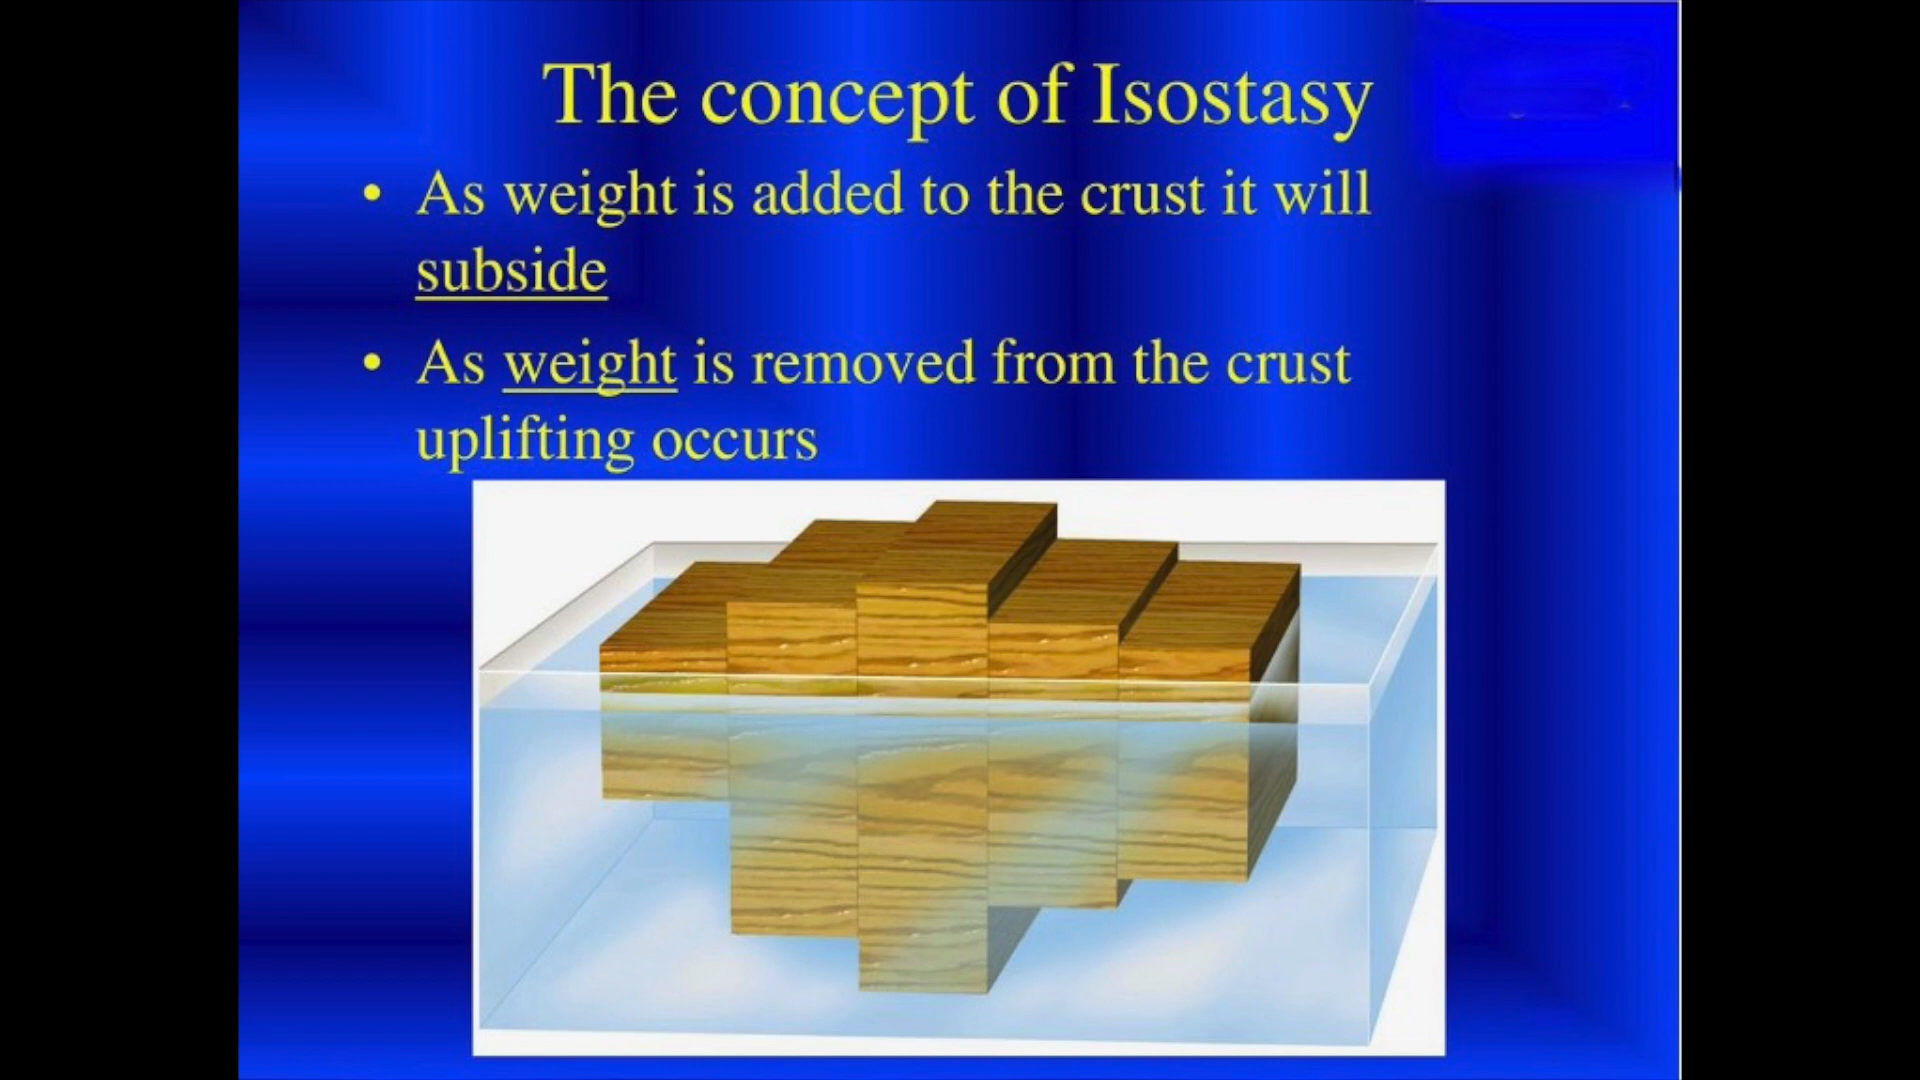 The concept of Isostasy
• As weight is added to the crust it will
subside
• As weight is removed from the crust
uplifting occurs